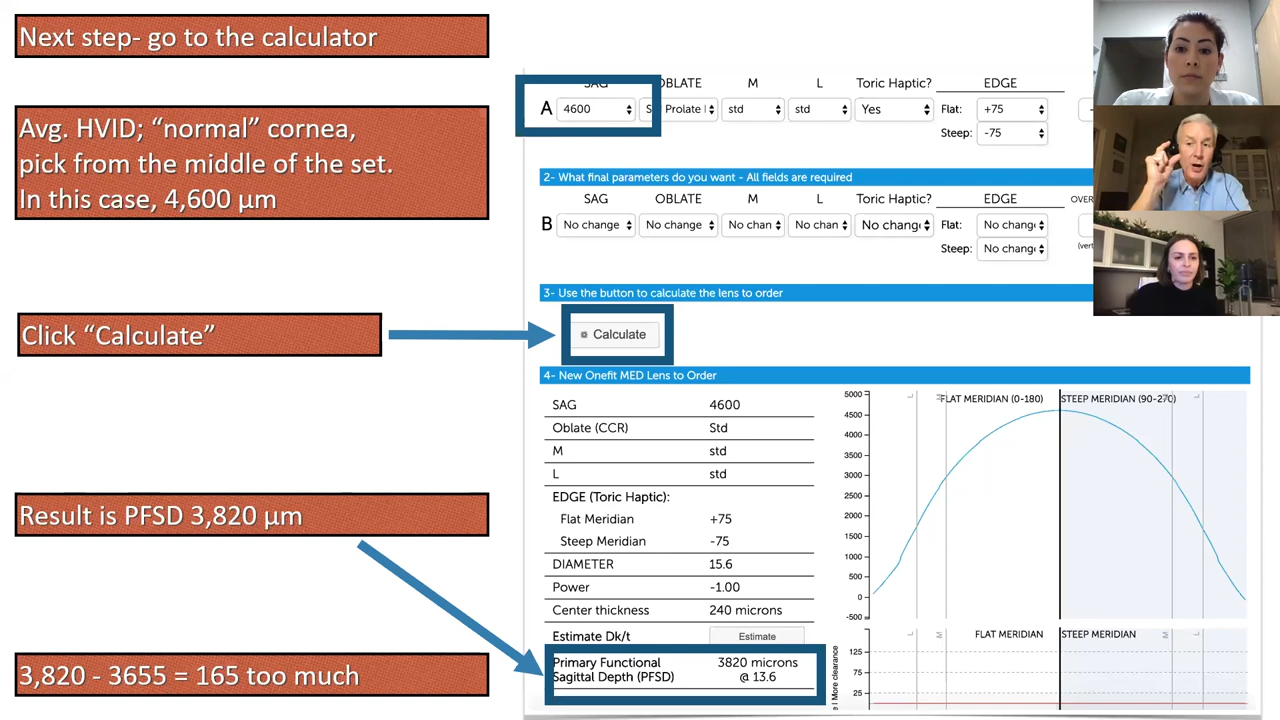 Next step- go to the calculator
Avg. HVID; “normal” cornea,
pick from the middle of the set.
In this case, 4,600 µm
Click “Calculate”
Result is PFSD 3,820 µm
3,820 - 3655 = 165 too much
SAG OBLATE M L Toric Haptic? EDGE
A 4600 Prolate std std Yes Flat: +75
Steep: -75
2- What final parameters do you want - All fields are required
SAG OBLATE M L Toric Haptic? EDGE OVER
B No change No change No chan No chan No chang Flat: No chang
Steep: No chang (vert
3- Use the button to calculate the lens to order
Calculate
4- New Onefit MED Lens to Order
SAG 4600
Oblate (CCR) Std
M std
L std
EDGE (Toric Haptic):
Flat Meridian +75
Steep Meridian -75
DIAMETER 15.6
Power -1.00
Center thickness 240 microns
Estimate Dk/t Estimate
Primary Functional 3820 microns
Sagittal Depth (PFSD) @ 13.6
L M FLAT MERIDIAN (0-180) STEEP MERIDIAN (90-270) M L
5000
4500
4000
3500
3000
2500
2000
1500
1000
500
0
-500
L M FLAT MERIDIAN STEEP MERIDIAN M L
125
75
25
e | More clearance